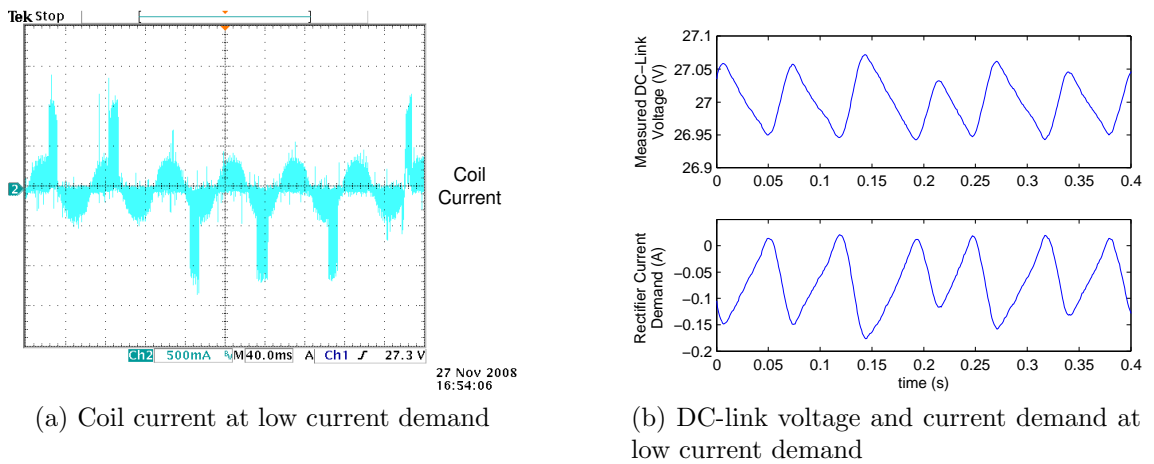 Tek Stop
2
Coil
Current
Ch2 500mA M 40.0ms A Ch1 27.3 V
27 Nov 2008
16:54:06
(a) Coil current at low current demand
Measured DC−Link
Voltage (V)
27.1
27.05
27
26.95
26.9
0 0.05 0.1 0.15 0.2 0.25 0.3 0.35 0.4
Rectifier Current
Demand (A)
0
−0.05
−0.1
−0.15
−0.2
0 0.05 0.1 0.15 0.2 0.25 0.3 0.35 0.4
time (s)
(b) DC-link voltage and current demand at
low current demand